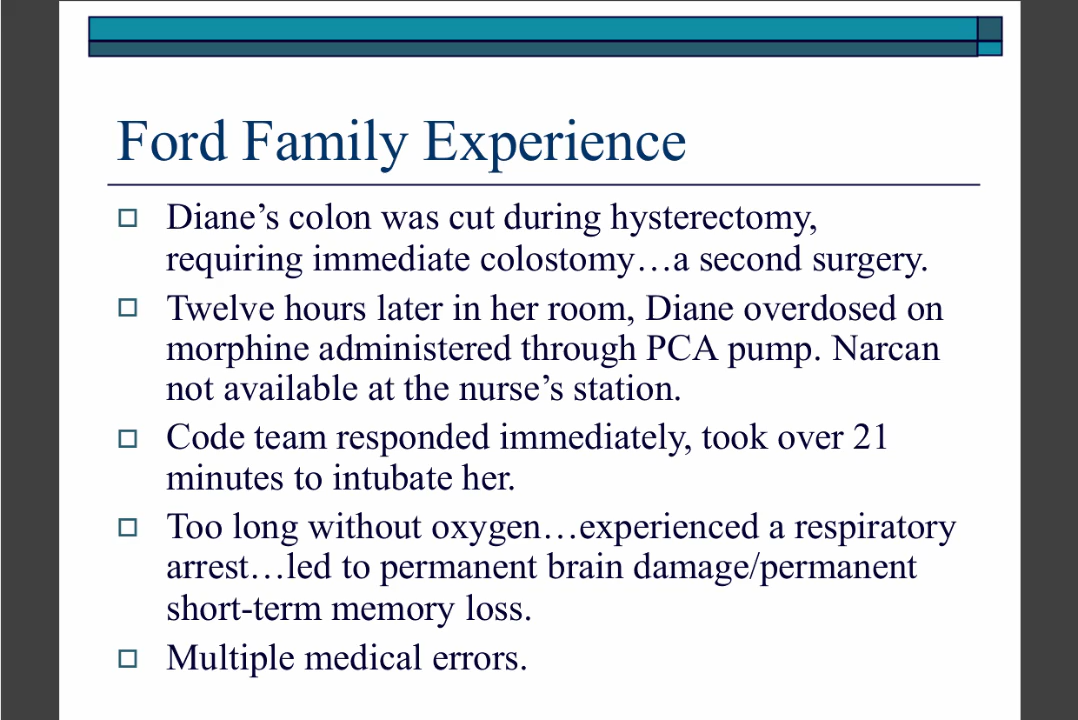 Ford Family Experience
Diane’s colon was cut during hysterectomy,
requiring immediate colostomy…a second surgery.
Twelve hours later in her room, Diane overdosed on
morphine administered through PCA pump. Narcan
not available at the nurse’s station.
Code team responded immediately, took over 21
minutes to intubate her.
Too long without oxygen…experienced a respiratory
arrest…led to permanent brain damage/permanent
short-term memory loss.
Multiple medical errors.